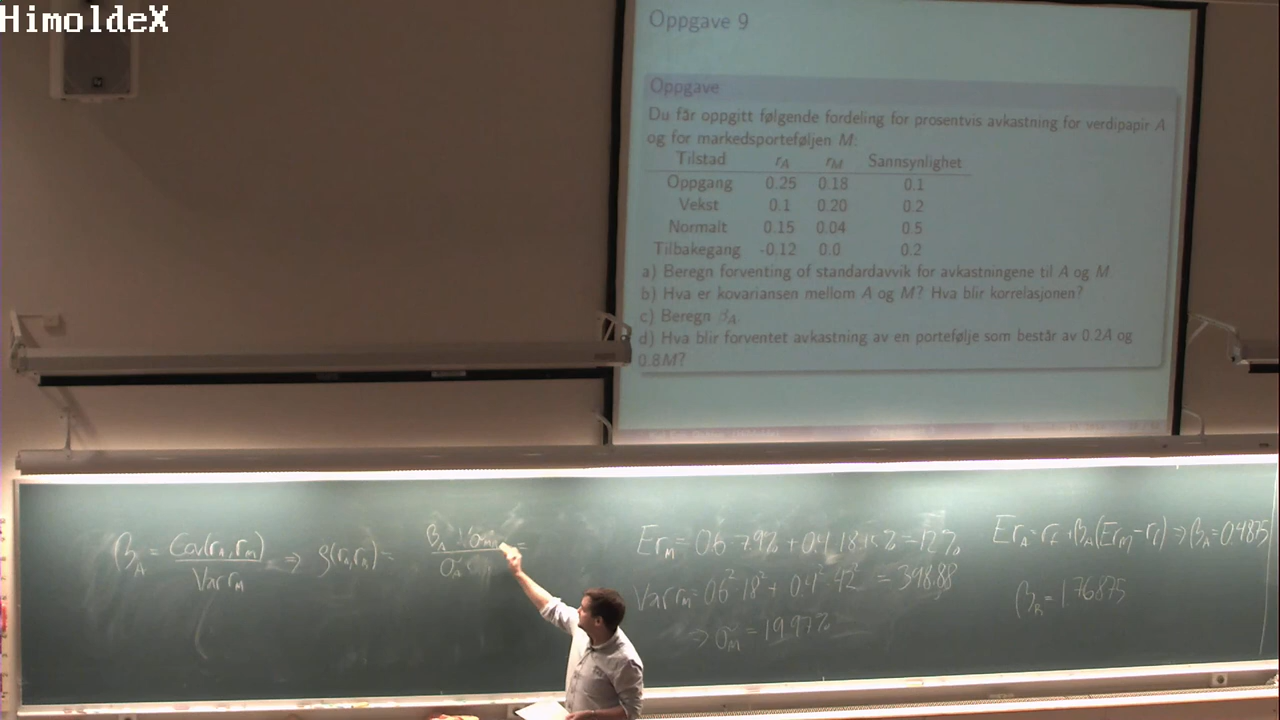 HimoldeX
Oppgave 9
Oppgave
Du får oppgitt følgende fordeling for prosentvis avkastning for verdipapir A
og for markedsporteføljen M:
Tilstad r_A r_M Sannsynlighet
Oppgang 0.25 0.18 0.1
Vekst 0.1 0.20 0.2
Normalt 0.15 0.04 0.5
Tilbakegang -0.12 0.0 0.2
a) Beregn forventing of standardavvik for avkastningene til A og M
b) Hva er kovariansen mellom A og M? Hva blir korrelasjonen?
c) Beregn β_A
d) Hva blir forventet avkastning av en portefølje som består av 0.2A og
0.8M?
β_A = Cov(r_A, r_M) / Var r_M ⇒
Er_M = 0.6·7.9% + 0.4·18.15% = 12%
Var r_M = 0.6²·18² + 0.4²·42² = 398.88
⇒ σ_M = 19.97%
Er_A = r_f + β_A(Er_M - r_f) ⇒ β_A = 0.4875
β_B = 1.76875